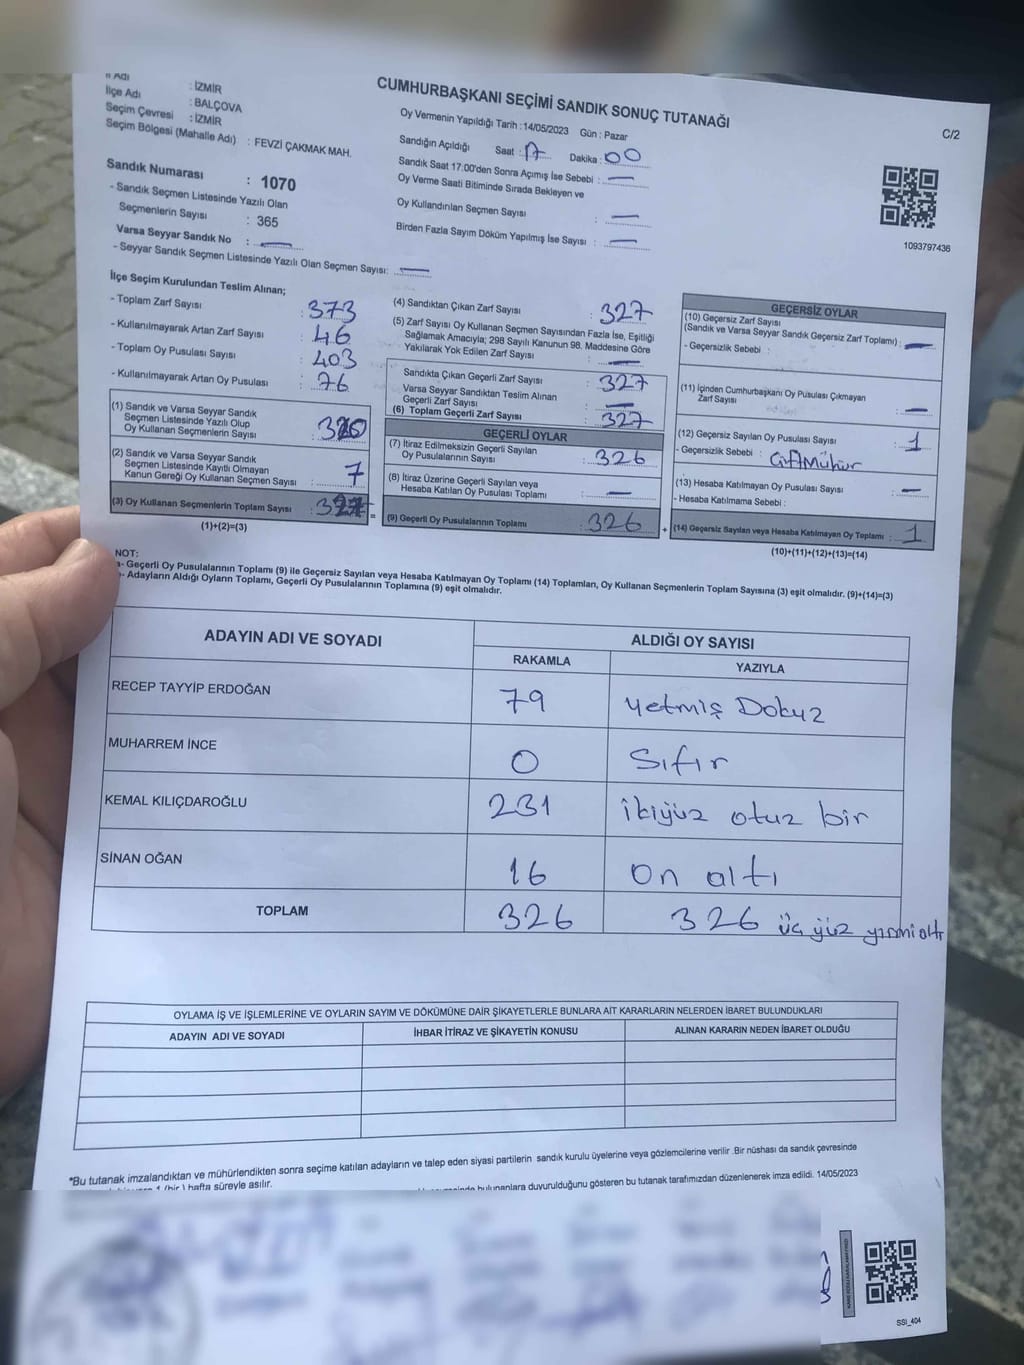 İl Adı : İZMİR
İlçe Adı : BALÇOVA
Seçim Çevresi : İZMİR
Seçim Bölgesi (Mahalle Adı) : FEVZİ ÇAKMAK MAH.
Sandık Numarası : 1070
- Sandık Seçmen Listesinde Yazılı Olan
Seçmenlerin Sayısı : 365
Varsa Seyyar Sandık No : —
- Seyyar Sandık Seçmen Listesinde Yazılı Olan Seçmen Sayısı: —
CUMHURBAŞKANI SEÇİMİ SANDIK SONUÇ TUTANAĞI
C/2
Oy Vermenin Yapıldığı Tarih :14/05/2023 Gün : Pazar
Sandığın Açıldığı Saat : 17 Dakika : 00
Sandık Saat 17:00'den Sonra Açımış İse Sebebi : —
Oy Verme Saati Bitiminde Sırada Bekleyen ve
Oy Kullandırılan Seçmen Sayısı : —
Birden Fazla Sayım Döküm Yapılmış İse Sayısı : —
1093797436
İlçe Seçim Kurulundan Teslim Alınan;
- Toplam Zarf Sayısı : 373
- Kullanılmayarak Artan Zarf Sayısı : 46
- Toplam Oy Pusulası Sayısı : 403
- Kullanılmayarak Artan Oy Pusulası : 76
(1) Sandık ve Varsa Seyyar Sandık
Seçmen Listesinde Yazılı Olup
Oy Kullanan Seçmenlerin Sayısı : 320
(2) Sandık ve Varsa Seyyar Sandık
Seçmen Listesinde Kayıtlı Olmayan
Kanun Gereği Oy Kullanan Seçmen Sayısı : 7
(3) Oy Kullanan Seçmenlerin Toplam Sayısı : 327 =
(1)+(2)=(3)
(4) Sandıktan Çıkan Zarf Sayısı : 327
(5) Zarf Sayısı Oy Kullanan Seçmen Sayısından Fazla İse, Eşitliği
Sağlamak Amacıyla; 298 Sayılı Kanunun 98. Maddesine Göre
Yakılarak Yok Edilen Zarf Sayısı : —
Sandıkta Çıkan Geçerli Zarf Sayısı : 327
Varsa Seyyar Sandıktan Teslim Alınan
Geçerli Zarf Sayısı : —
(6) Toplam Geçerli Zarf Sayısı : 327
GEÇERLİ OYLAR
(7) İtiraz Edilmeksizin Geçerli Sayılan
Oy Pusulalarının Sayısı : 326
(8) İtiraz Üzerine Geçerli Sayılan veya
Hesaba Katılan Oy Pusulası Toplamı : —
(9) Geçerli Oy Pusulalarının Toplamı : 326 +
GEÇERSİZ OYLAR
(10) Geçersiz Zarf Sayısı
(Sandık ve Varsa Seyyar Sandık Geçersiz Zarf Toplamı) : —
- Geçersizlik Sebebi :
(11) İçinden Cumhurbaşkanı Oy Pusulası Çıkmayan
Zarf Sayısı : —
(12) Geçersiz Sayılan Oy Pusulası Sayısı : 1
- Geçersizlik Sebebi : Çift Mühür
(13) Hesaba Katılmayan Oy Pusulası Sayısı : —
- Hesaba Katılmama Sebebi :
(14) Geçersiz Sayılan veya Hesaba Katılmayan Oy Toplamı : 1
(10)+(11)+(12)+(13)=(14)
NOT:
a- Geçerli Oy Pusulalarının Toplamı (9) ile Geçersiz Sayılan veya Hesaba Katılmayan Oy Toplamı (14) Toplamları, Oy Kullanan Seçmenlerin Toplam Sayısına (3) eşit olmalıdır. (9)+(14)=(3)
b- Adayların Aldığı Oyların Toplamı, Geçerli Oy Pusulalarının Toplamına (9) eşit olmalıdır.
ADAYIN ADI VE SOYADI ALDIĞI OY SAYISI
RAKAMLA YAZIYLA
RECEP TAYYİP ERDOĞAN 79 yetmiş Dokuz
MUHARREM İNCE 0 Sıfır
KEMAL KILIÇDAROĞLU 231 ikiyüz otuz bir
SİNAN OĞAN 16 on altı
TOPLAM 326 326 üç yüz yirmi altı
OYLAMA İŞ VE İŞLEMLERİNE VE OYLARIN SAYIM VE DÖKÜMÜNE DAİR ŞİKAYETLERLE BUNLARA AİT KARARLARIN NELERDEN İBARET BULUNDUKLARI
ADAYIN ADI VE SOYADI İHBAR İTİRAZ VE ŞİKAYETİN KONUSU ALINAN KARARIN NEDEN İBARET OLDUĞU
*Bu tutanak imzalandıktan ve mühürlendikten sonra seçime katılan adayların ve talep eden siyasi partilerin sandık kurulu üyelerine veya gözlemcilerine verilir .Bir nüshası da sandık çevresinde
1 (bir ) hafta süreyle asılır.
bulunanlara duyurulduğunu gösteren bu tutanak tarafımızdan düzenlenerek imza edildi. 14/05/2023
SSİ_404